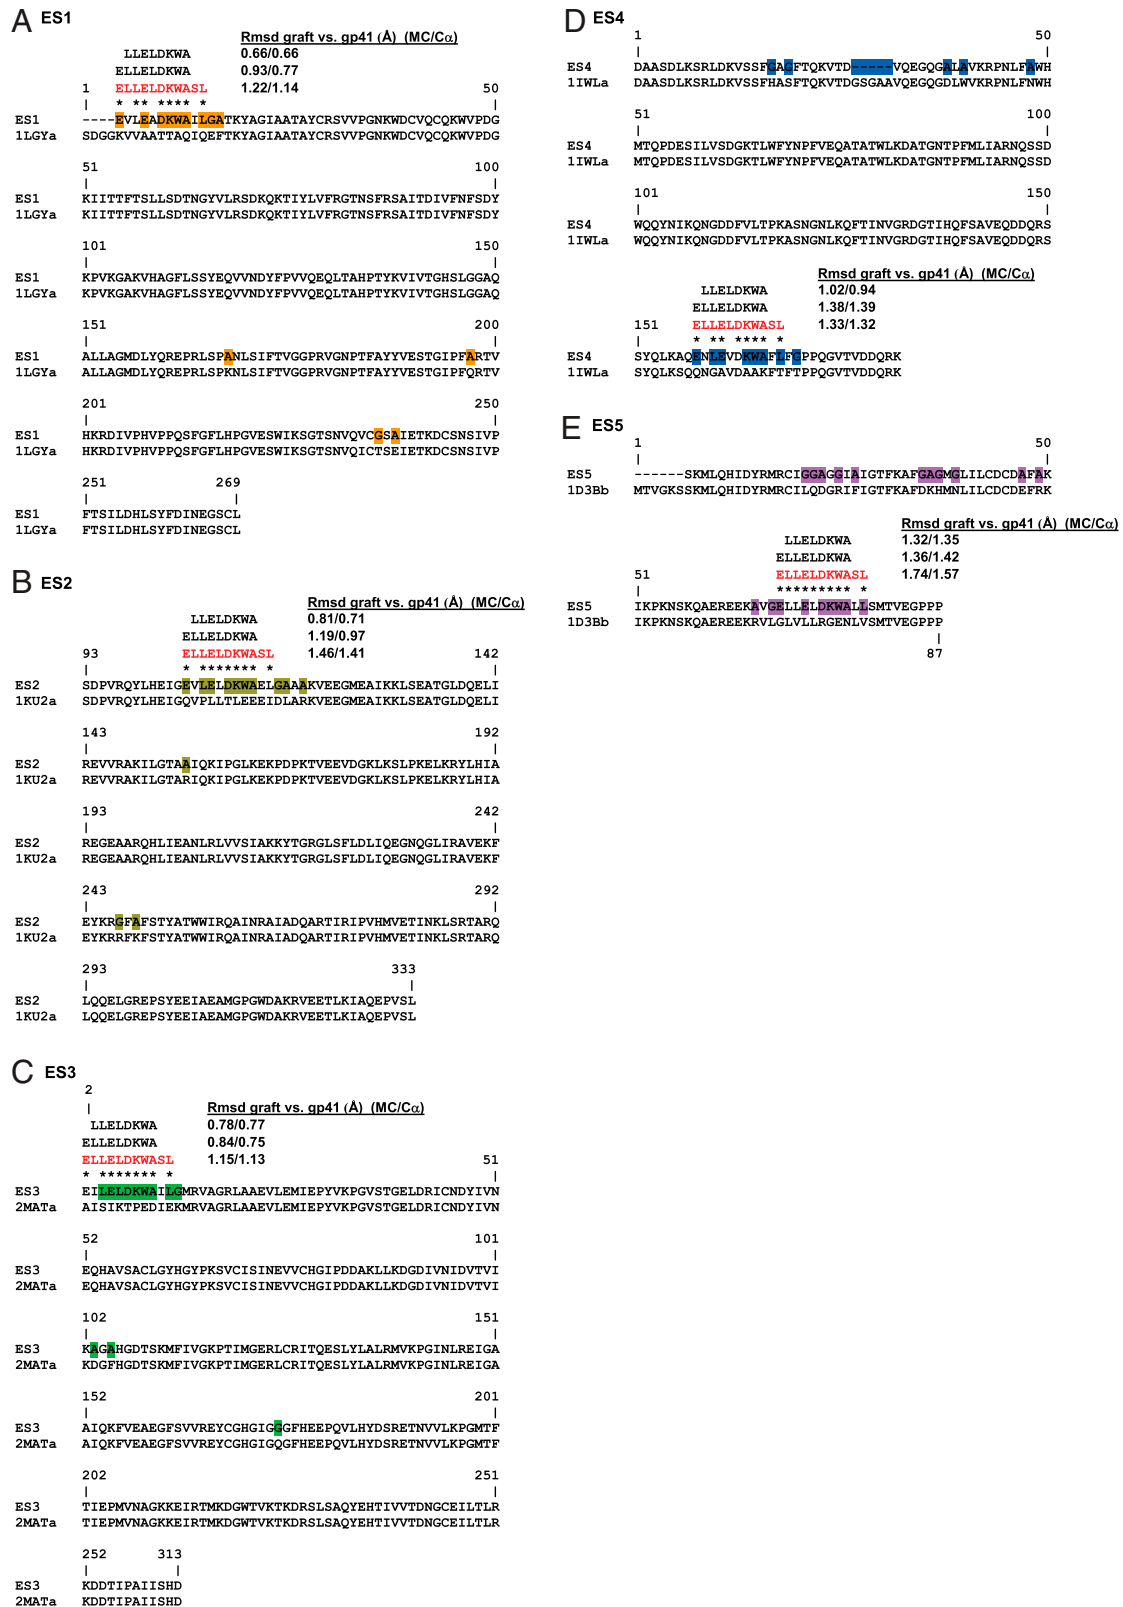 A ES1
Rmsd graft vs. gp41 (Å) (MC/Cα)
LLELDKWA 0.66/0.66
ELLELDKWA 0.93/0.77
1 ELLELDKWASL 1.22/1.14 50
* ** **** *
ES1 ----EVLEADKWAILGATKYAGIAATAYCRSVVPGNKWDCVQCQKWVPDG
1LGYa SDGGKVVAATTAQIQEFTKYAGIAATAYCRSVVPGNKWDCVQCQKWVPDG
51 100
ES1 KIITTFTSLLSDTNGYVLRSDKQKTIYLVFRGTNSFRSAITDIVFNFSDY
1LGYa KIITTFTSLLSDTNGYVLRSDKQKTIYLVFRGTNSFRSAITDIVFNFSDY
101 150
ES1 KPVKGAKVHAGFLSSYEQVVNDYFPVVQEQLTAHPTYKVIVTGHSLGGAQ
1LGYa KPVKGAKVHAGFLSSYEQVVNDYFPVVQEQLTAHPTYKVIVTGHSLGGAQ
151 200
ES1 ALLAGMDLYQREPRLSPANLSIFTVGGPRVGNPTFAYYVESTGIPFARTV
1LGYa ALLAGMDLYQREPRLSPKNLSIFTVGGPRVGNPTFAYYVESTGIPFQRTV
201 250
ES1 HKRDIVPHVPPQSFGFLHPGVESWIKSGTSNVQVCGSAIETKDCSNSIVP
1LGYa HKRDIVPHVPPQSFGFLHPGVESWIKSGTSNVQICTSEIETKDCSNSIVP
251 269
ES1 FTSILDHLSYFDINEGSCL
1LGYa FTSILDHLSYFDINEGSCL
B ES2
Rmsd graft vs. gp41 (Å) (MC/Cα)
LLELDKWA 0.81/0.71
ELLELDKWA 1.19/0.97
93 ELLELDKWASL 1.46/1.41 142
* ******* *
ES2 SDPVRQYLHEIGEVLELDKWAELGAAAKVEEGMEAIKKLSEATGLDQELI
1KU2a SDPVRQYLHEIGQVPLLTLEEEIDLARKVEEGMEAIKKLSEATGLDQELI
143 192
ES2 REVVRAKILGTAAIQKIPGLKEKPDPKTVEEVDGKLKSLPKELKRYLHIA
1KU2a REVVRAKILGTARIQKIPGLKEKPDPKTVEEVDGKLKSLPKELKRYLHIA
193 242
ES2 REGEAARQHLIEANLRLVVSIAKKYTGRGLSFLDLIQEGNQGLIRAVEKF
1KU2a REGEAARQHLIEANLRLVVSIAKKYTGRGLSFLDLIQEGNQGLIRAVEKF
243 292
ES2 EYKRGFAFSTYATWWIRQAINRAIADQARTIRIPVHMVETINKLSRTARQ
1KU2a EYKRRFKFSTYATWWIRQAINRAIADQARTIRIPVHMVETINKLSRTARQ
293 333
ES2 LQQELGREPSYEEIAEAMGPGWDAKRVEETLKIAQEPVSL
1KU2a LQQELGREPSYEEIAEAMGPGWDAKRVEETLKIAQEPVSL
C ES3
2
Rmsd graft vs. gp41 (Å) (MC/Cα)
LLELDKWA 0.78/0.77
ELLELDKWA 0.84/0.75
ELLELDKWASL 1.15/1.13 51
* ******* *
ES3 EILELDKWAILGMRVAGRLAAEVLEMIEPYVKPGVSTGELDRICNDYIVN
2MATa AISIKTPEDIEKMRVAGRLAAEVLEMIEPYVKPGVSTGELDRICNDYIVN
52 101
ES3 EQHAVSACLGYHGYPKSVCISINEVVCHGIPDDAKLLKDGDIVNIDVTVI
2MATa EQHAVSACLGYHGYPKSVCISINEVVCHGIPDDAKLLKDGDIVNIDVTVI
102 151
ES3 KAGAHGDTSKMFIVGKPTIMGERLCRITQESLYLALRMVKPGINLREIGA
2MATa KDGFHGDTSKMFIVGKPTIMGERLCRITQESLYLALRMVKPGINLREIGA
152 201
ES3 AIQKFVEAEGFSVVREYCGHGIGGGFHEEPQVLHYDSRETNVVLKPGMTF
2MATa AIQKFVEAEGFSVVREYCGHGIGQGFHEEPQVLHYDSRETNVVLKPGMTF
202 251
ES3 TIEPMVNAGKKEIRTMKDGWTVKTKDRSLSAQYEHTIVVTDNGCEILTLR
2MATa TIEPMVNAGKKEIRTMKDGWTVKTKDRSLSAQYEHTIVVTDNGCEILTLR
252 313
ES3 KDDTIPAIISHD
2MATa KDDTIPAIISHD
D ES4
1 50
ES4 DAASDLKSRLDKVSSFGAGFTQKVTD-----VQEGQGALAVKRPNLFAWH
1IWLa DAASDLKSRLDKVSSFHASFTQKVTDGSGAAVQEGQGDLWVKRPNLFNWH
51 100
ES4 MTQPDESILVSDGKTLWFYNPFVEQATATWLKDATGNTPFMLIARNQSSD
1IWLa MTQPDESILVSDGKTLWFYNPFVEQATATWLKDATGNTPFMLIARNQSSD
101 150
ES4 WQQYNIKQNGDDFVLTPKASNGNLKQFTINVGRDGTIHQFSAVEQDDQRS
1IWLa WQQYNIKQNGDDFVLTPKASNGNLKQFTINVGRDGTIHQFSAVEQDDQRS
Rmsd graft vs. gp41 (Å) (MC/Cα)
LLELDKWA 1.02/0.94
ELLELDKWA 1.38/1.39
151 ELLELDKWASL 1.33/1.32
* ** **** *
ES4 SYQLKAQENLEVDKWAFLFGPPQGVTVDDQRK
1IWLa SYQLKSQQNGAVDAAKFTFTPPQGVTVDDQRK
E ES5
1 50
ES5 ------SKMLQHIDYRMRCIGGAGGIAIGTFKAFGAGMGLILCDCDAFAK
1D3Bb MTVGKSSKMLQHIDYRMRCILQDGRIFIGTFKAFDKHMNLILCDCDEFRK
Rmsd graft vs. gp41 (Å) (MC/Cα)
LLELDKWA 1.32/1.35
ELLELDKWA 1.36/1.42
51 ELLELDKWASL 1.74/1.57
********* *
ES5 IKPKNSKQAEREEKAVGELLELDKWALLSMTVEGPPP
1D3Bb IKPKNSKQAEREEKRVLGLVLLRGENLVSMTVEGPPP
87